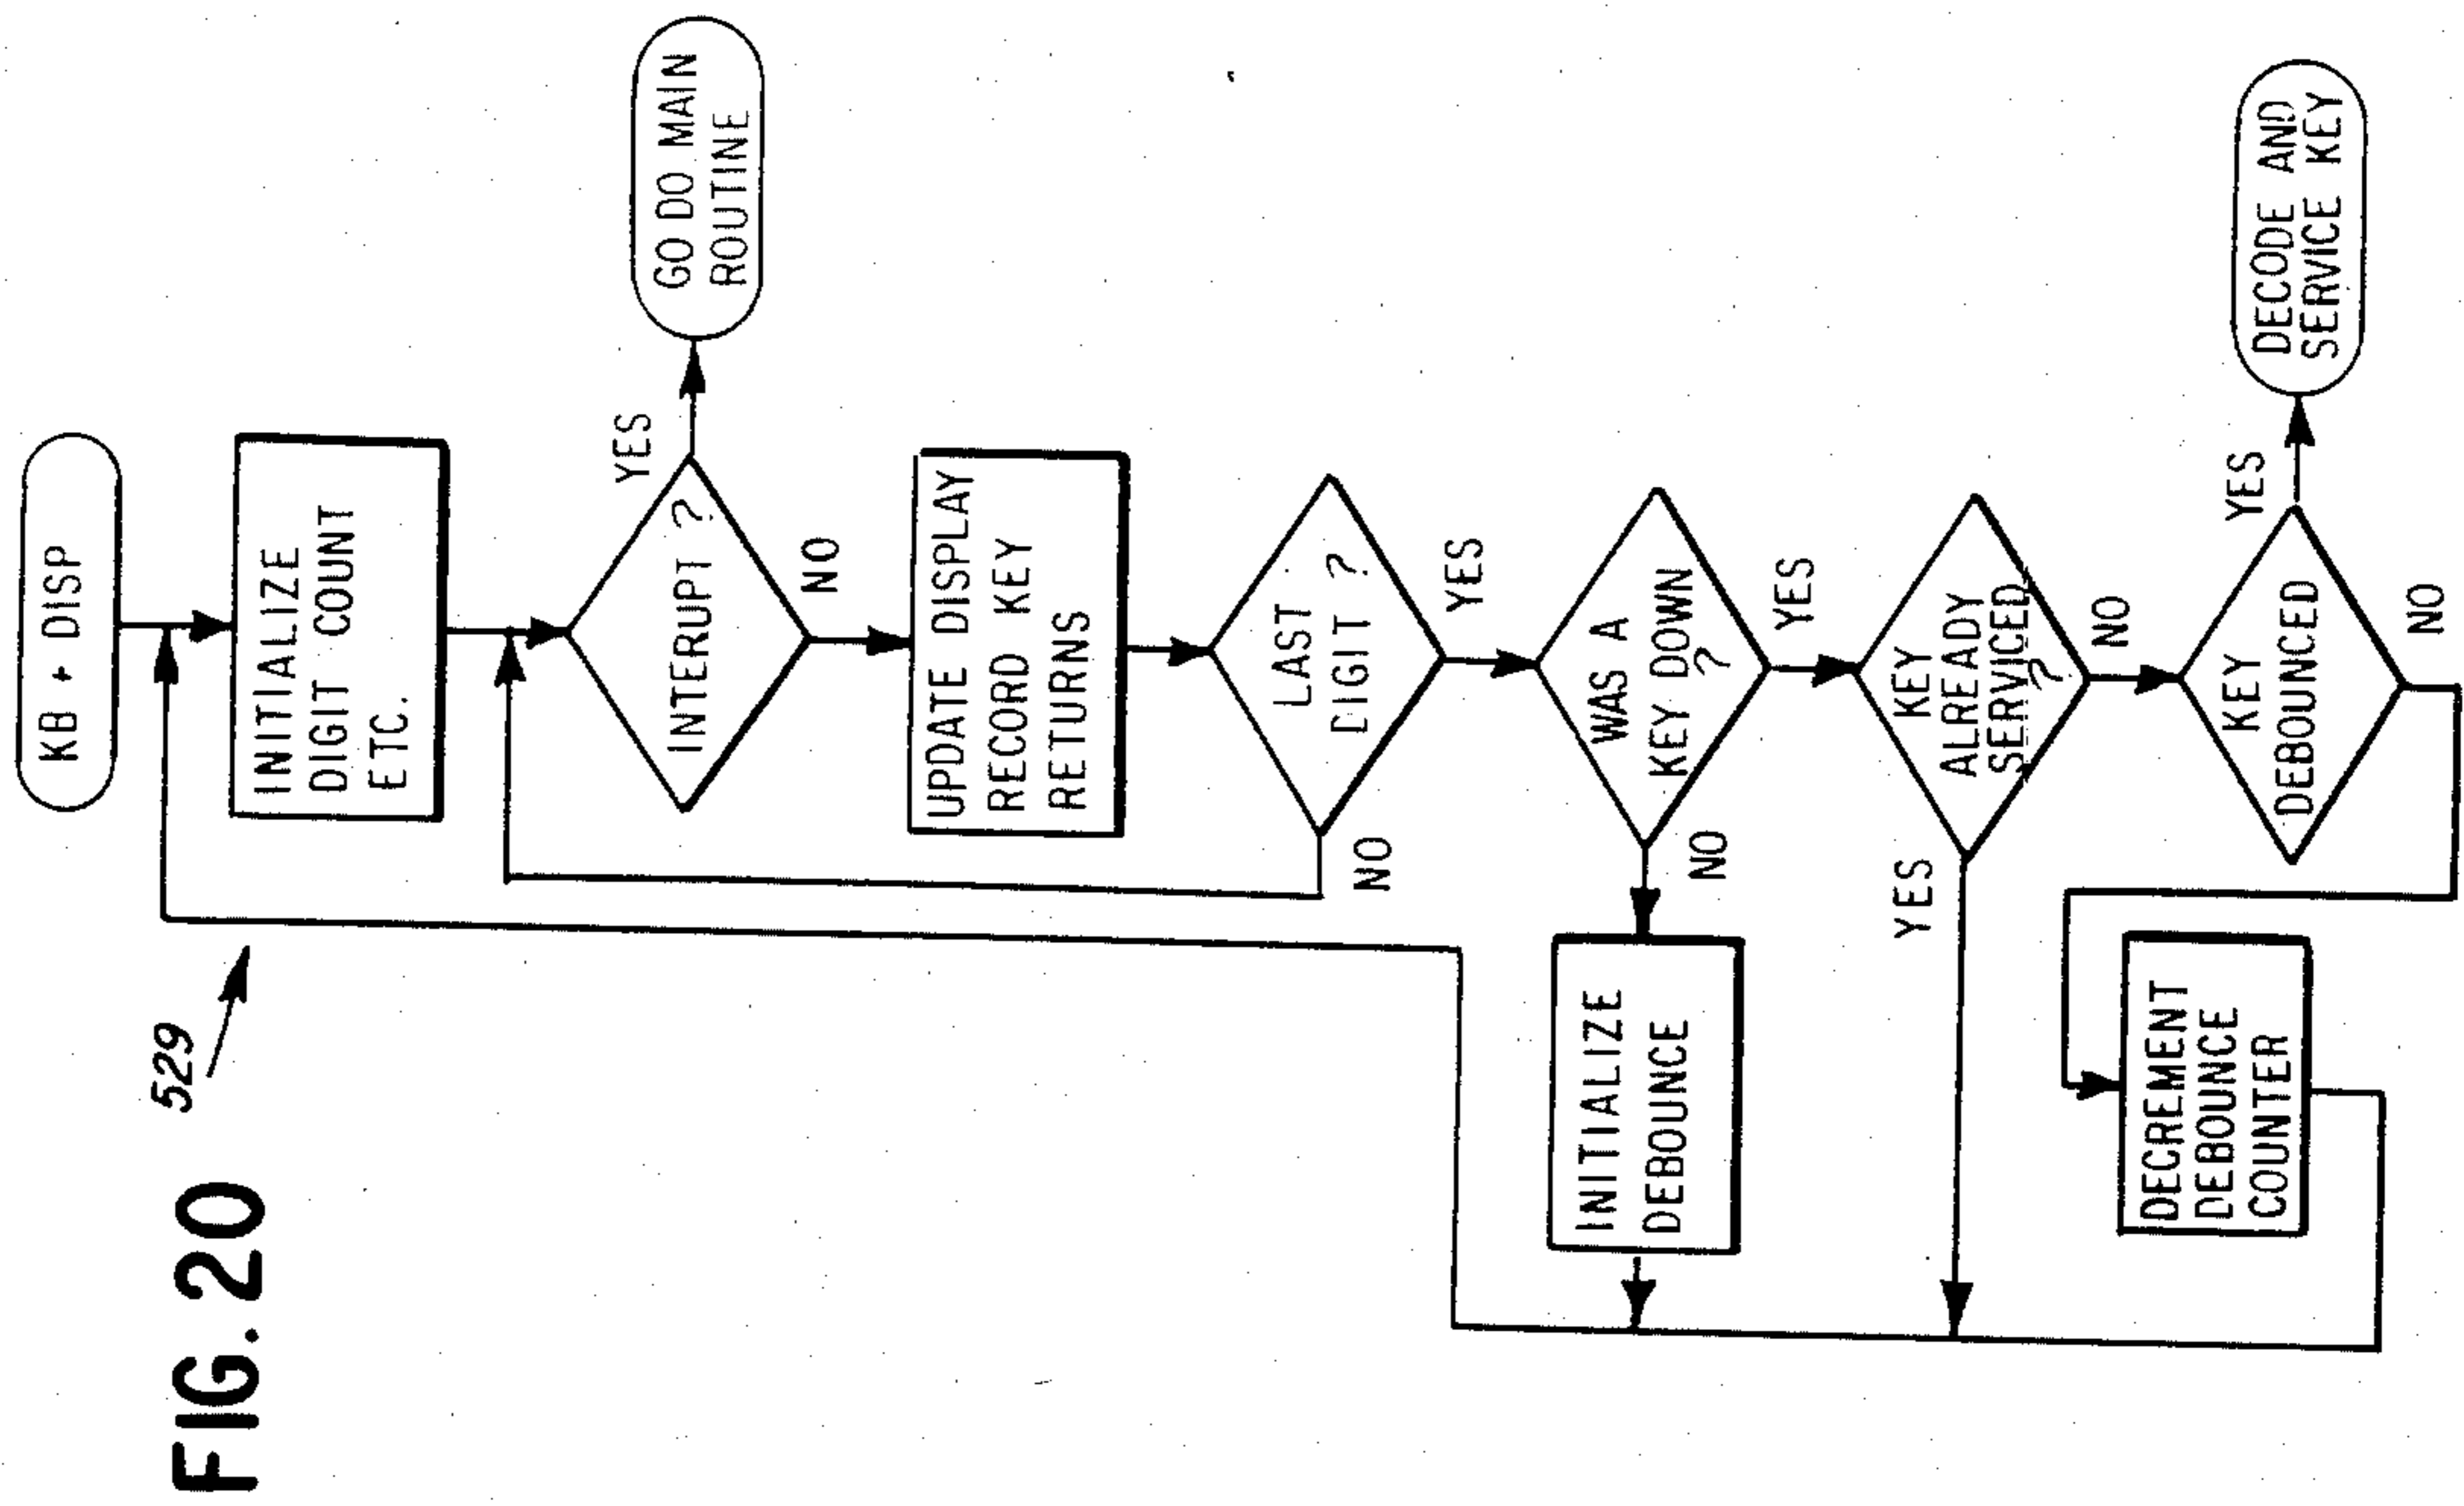 FIG. 20
529
KB + DISP
INITIALIZE
DIGIT COUNT
ETC.
INTERRUPT ?
YES
GO DO MAIN
ROUTINE
NO
UPDATE DISPLAY
RECORD KEY
RETURNS
LAST
DIGIT ?
NO
YES
WAS A
KEY DOWN
?
NO
INITIALIZE
DEBOUNCE
YES
KEY
ALREADY
SERVICED
?
YES
NO
KEY
DEBOUNCED
YES
DECODE AND
SERVICE KEY
NO
DECREMENT
DEBOUNCE
COUNTER